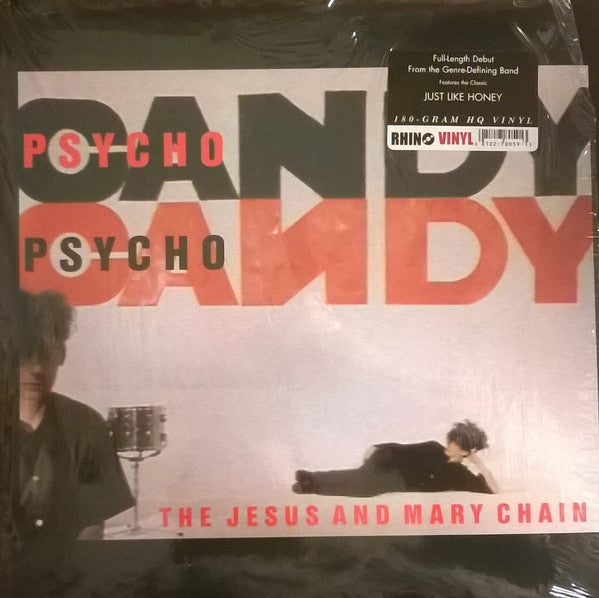 Full-Length Debut
From the Genre-Defining Band
Features the Classic
JUST LIKE HONEY
180-GRAM HQ VINYL
RHINO VINYL
PSYCHO
CANDY
PSYCHO
CANDY
THE JESUS AND MARY CHAIN